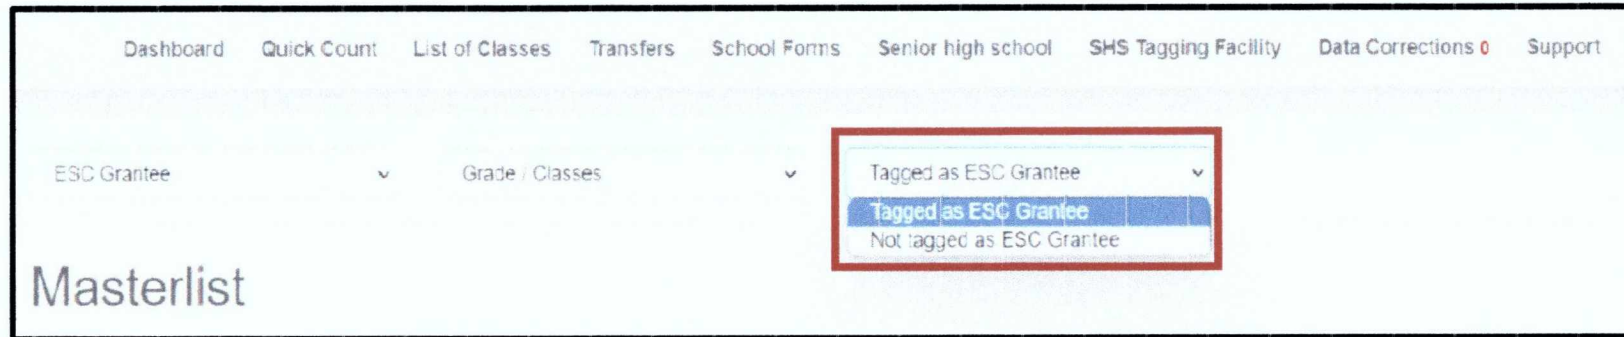 Dashboard Quick Count List of Classes Transfers School Forms Senior high school SHS Tagging Facility Data Corrections 0 Support
ESC Grantee Grade / Classes Tagged as ESC Grantee
Tagged as ESC Grantee
Not tagged as ESC Grantee
Masterlist